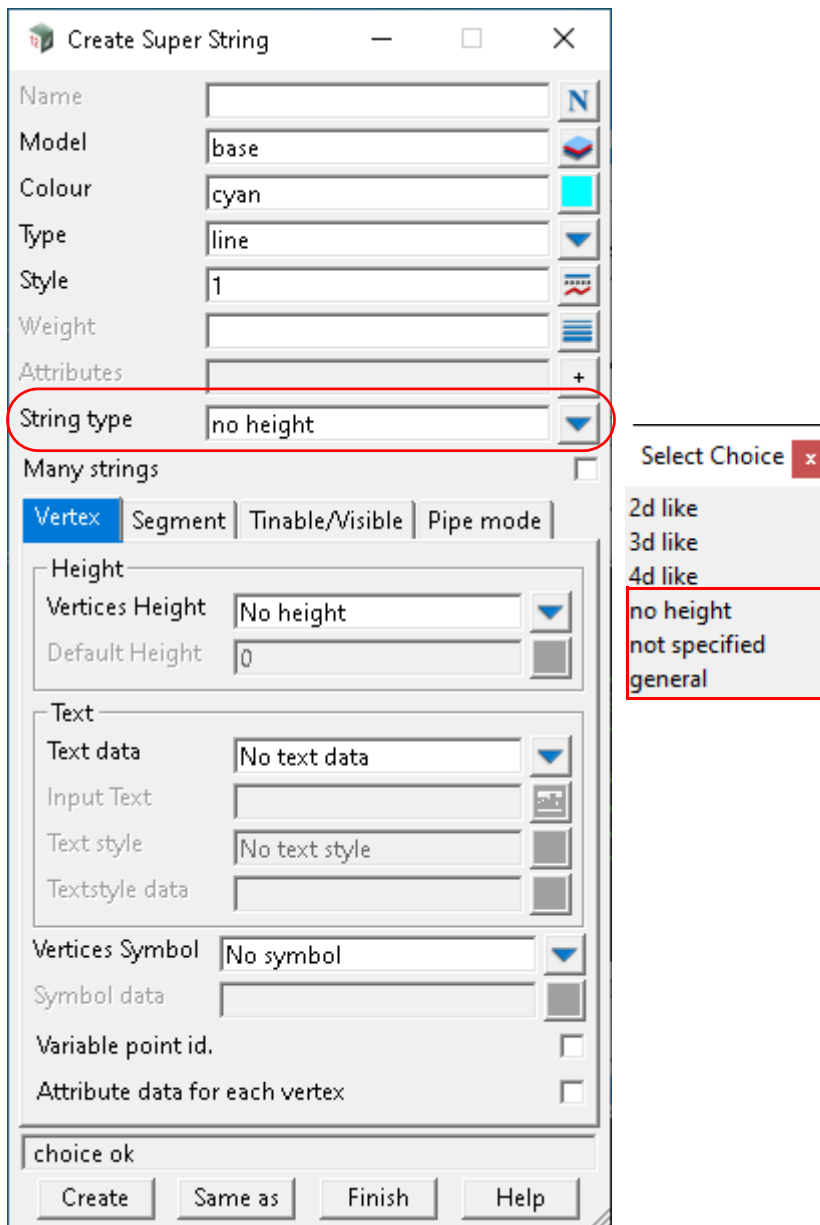 Create Super String
Name
Model base
Colour cyan
Type line
Style 1
Weight
Attributes +
String type no height
Many strings
Vertex Segment Tinable/Visible Pipe mode
Height
Vertices Height No height
Default Height 0
Text
Text data No text data
Input Text
Text style No text style
Textstyle data
Vertices Symbol No symbol
Symbol data
Variable point id.
Attribute data for each vertex
choice ok
Create Same as Finish Help
Select Choice x
2d like
3d like
4d like
no height
not specified
general